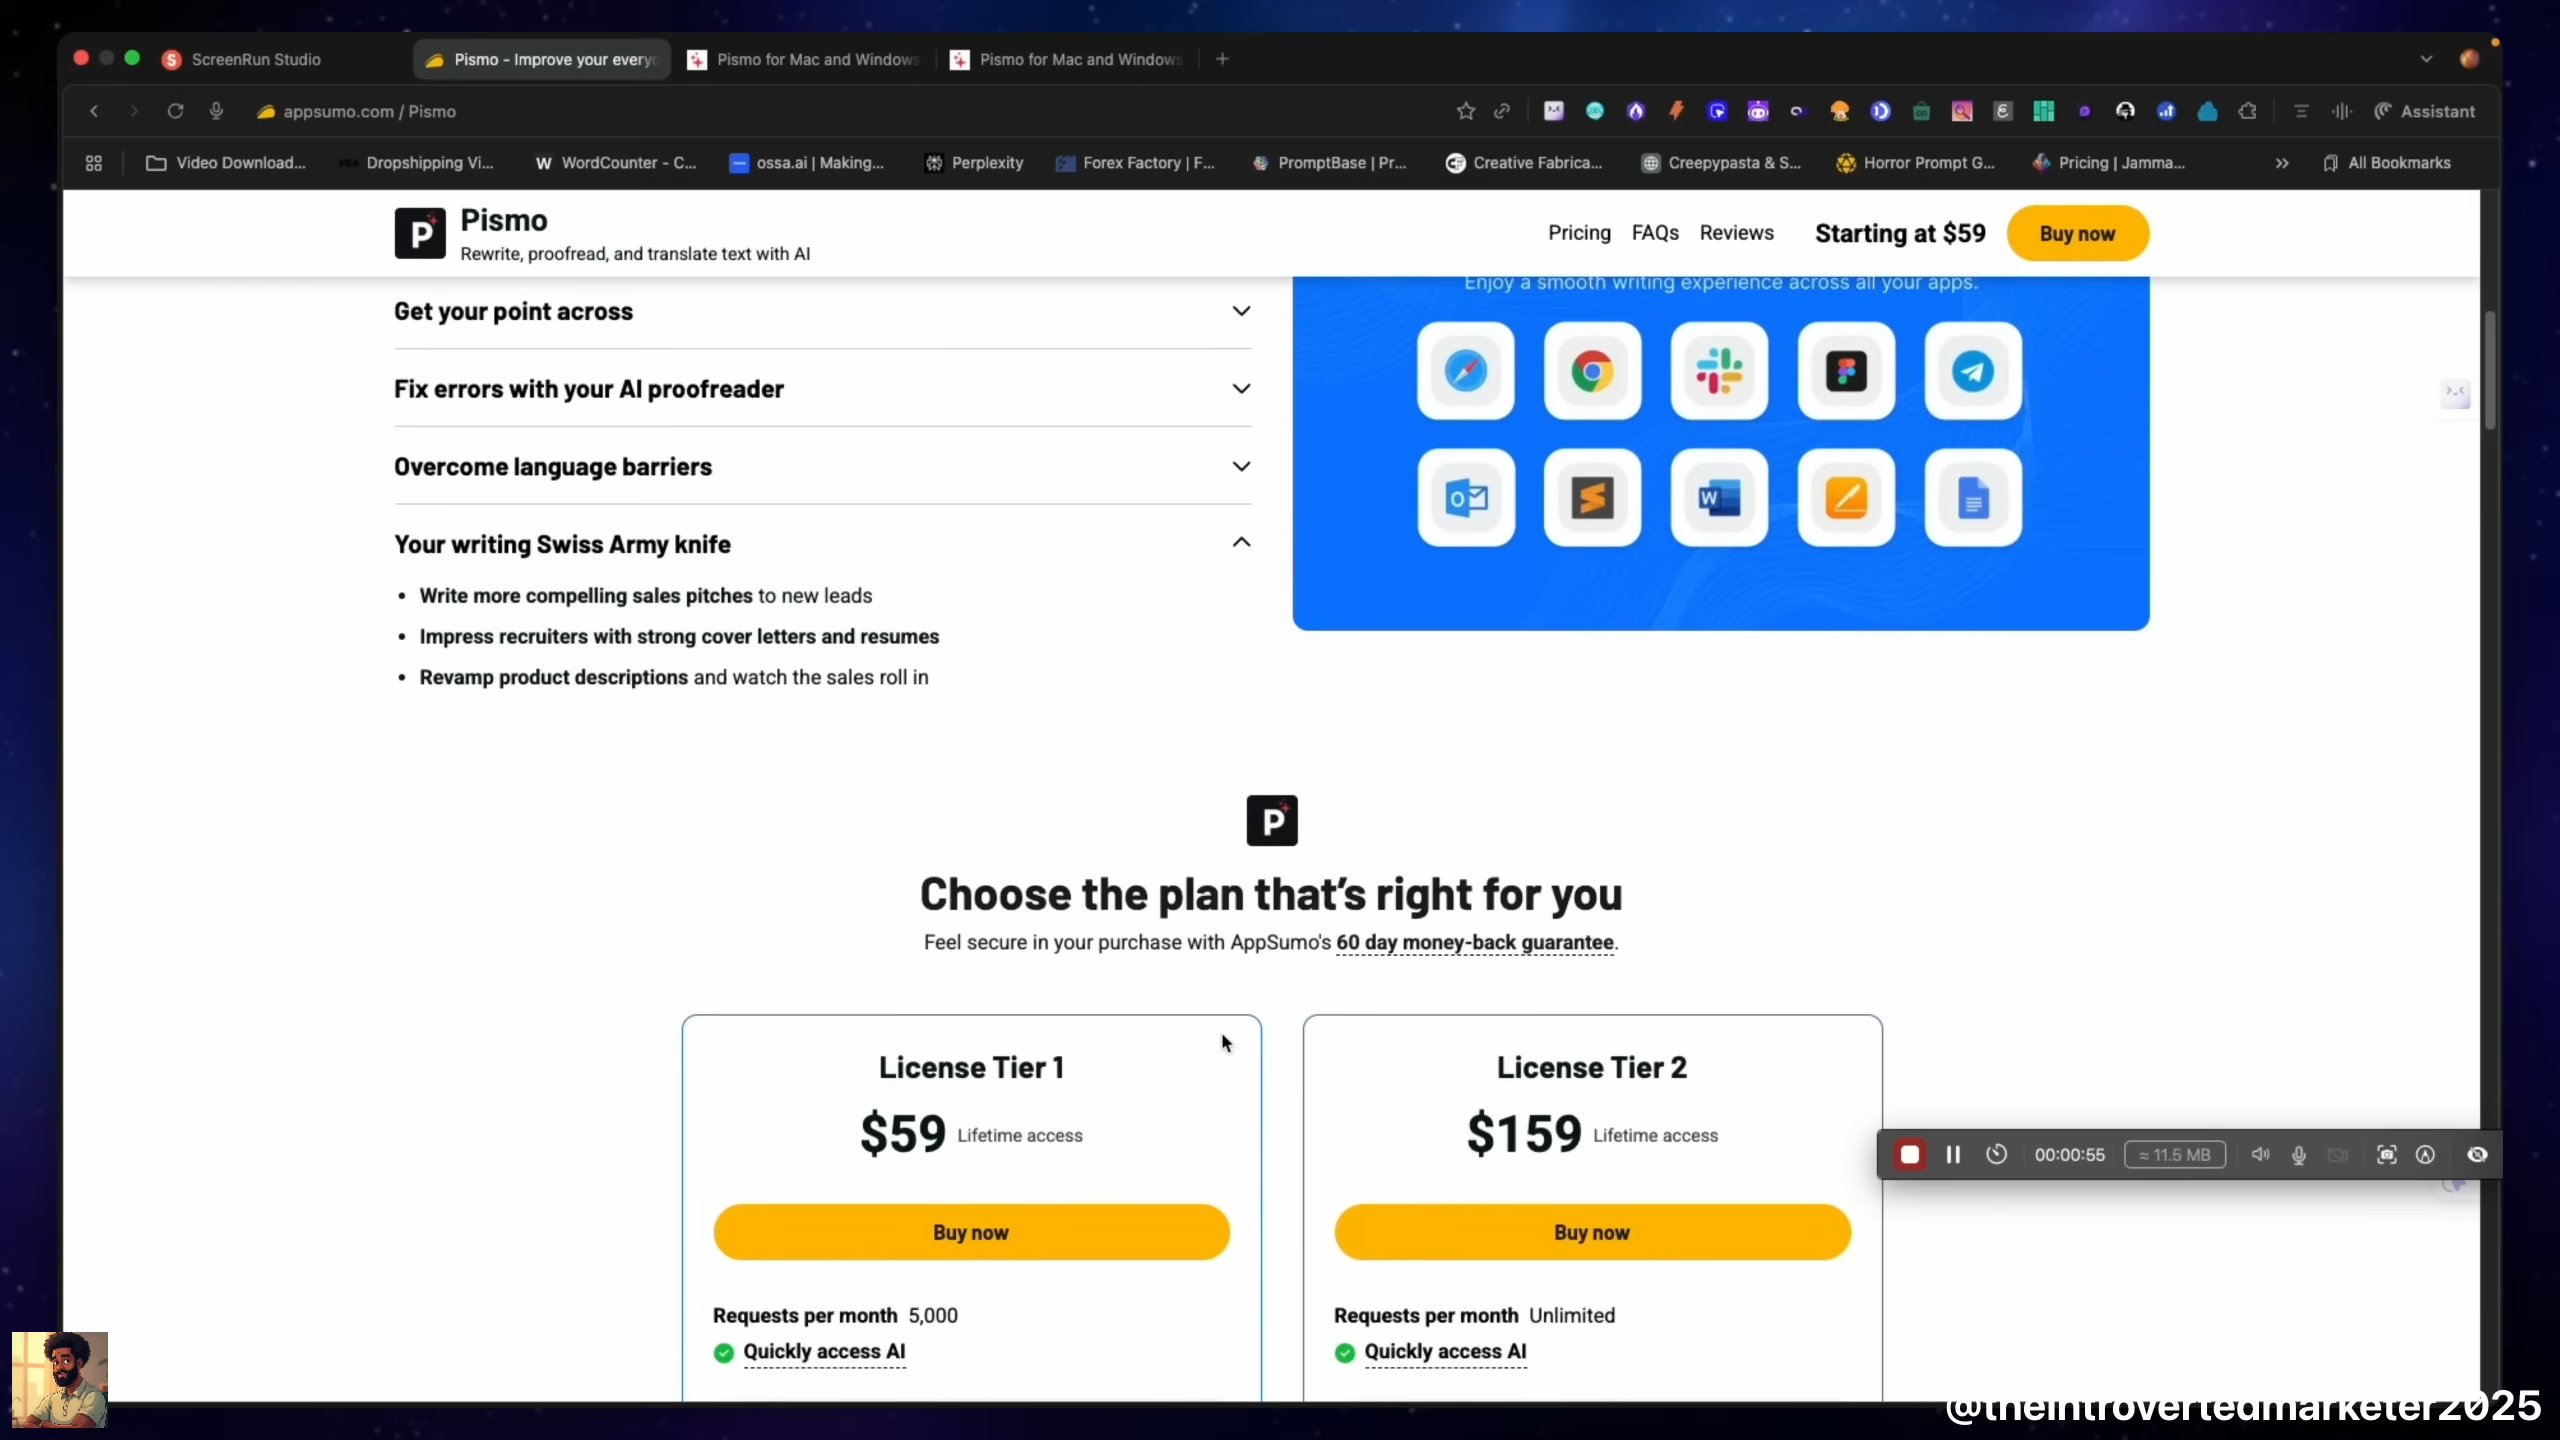 ScreenRun Studio
Pismo - Improve your everyd
Pismo for Mac and Windows
Pismo for Mac and Windows
appsumo.com / Pismo
Assistant
Video Download...
Dropshipping Vi...
WordCounter - C...
ossa.ai | Making...
Perplexity
Forex Factory | F...
PromptBase | Pr...
Creative Fabrica...
Creepypasta & S...
Horror Prompt G...
Pricing | Jamma...
All Bookmarks
Pismo
Rewrite, proofread, and translate text with AI
Pricing
FAQs
Reviews
Starting at $59
Buy now
Enjoy a smooth writing experience across all your apps.
Get your point across
Fix errors with your AI proofreader
Overcome language barriers
Your writing Swiss Army knife
• Write more compelling sales pitches to new leads
• Impress recruiters with strong cover letters and resumes
• Revamp product descriptions and watch the sales roll in
P
Choose the plan that's right for you
Feel secure in your purchase with AppSumo's 60 day money-back guarantee.
License Tier 1
$59 Lifetime access
Buy now
Requests per month 5,000
Quickly access AI
License Tier 2
$159 Lifetime access
Buy now
Requests per month Unlimited
Quickly access AI
00:00:55
≈ 11.5 MB
@theintrovertedmarketer2025